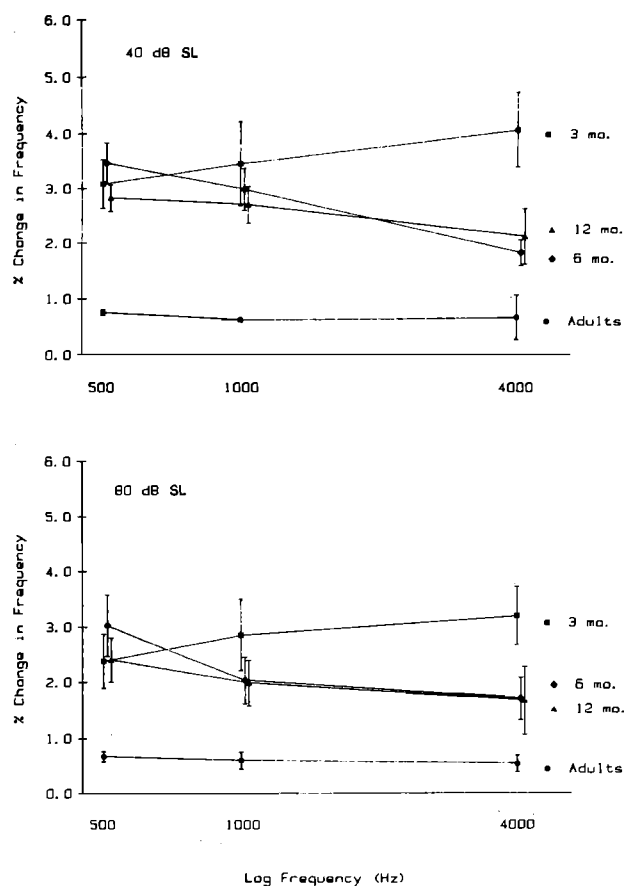 40 dB SL
6.0
5.0
4.0
3.0
2.0
1.0
0.0
% Change in Frequency
3 mo.
12 mo.
6 mo.
Adults
500 1000 4000
80 dB SL
6.0
5.0
4.0
3.0
2.0
1.0
0.0
% Change in Frequency
3 mo.
6 mo.
12 mo.
Adults
500 1000 4000
Log Frequency (Hz)